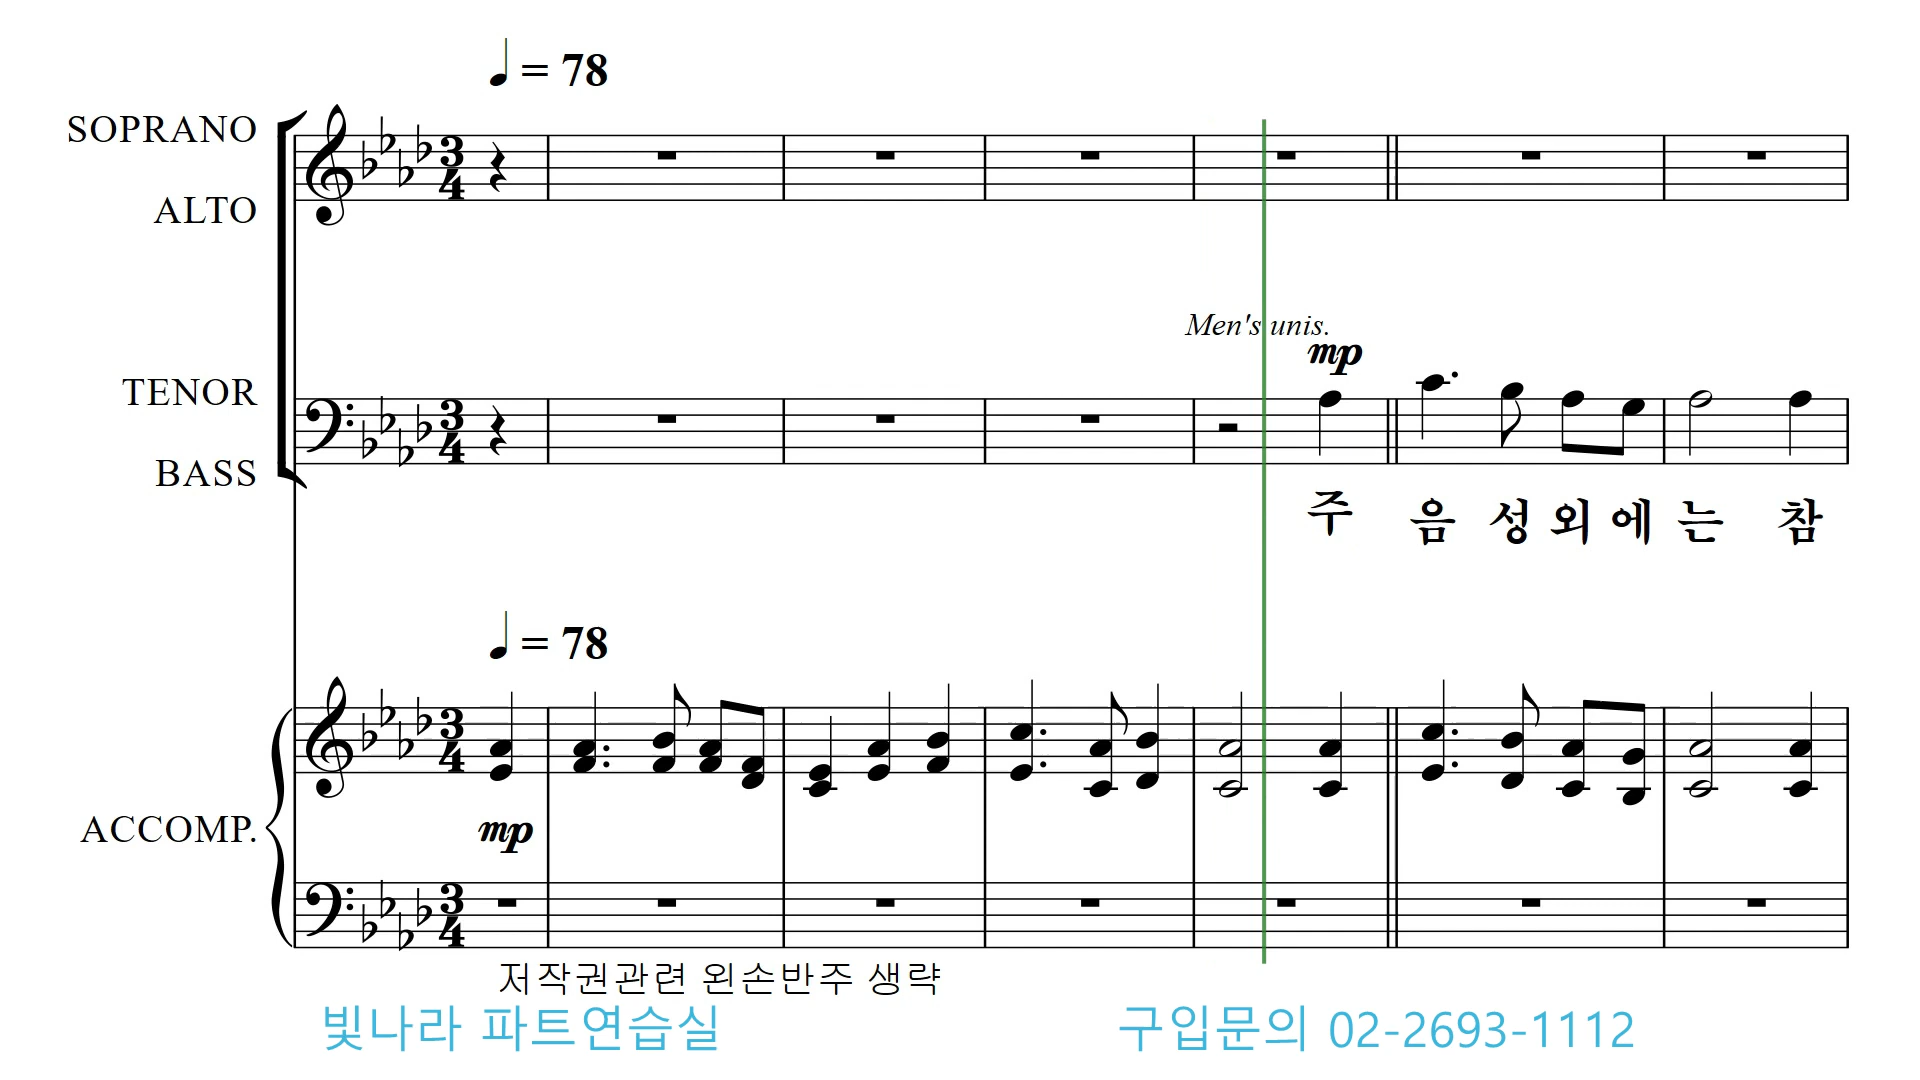 ♩ = 78
SOPRANO
ALTO
Men's unis.
mp
TENOR
BASS
주 음 성 외 에 는 참
♩ = 78
ACCOMP.
mp
저작권관련 왼손반주 생략
빛나라 파트연습실
구입문의 02-2693-1112